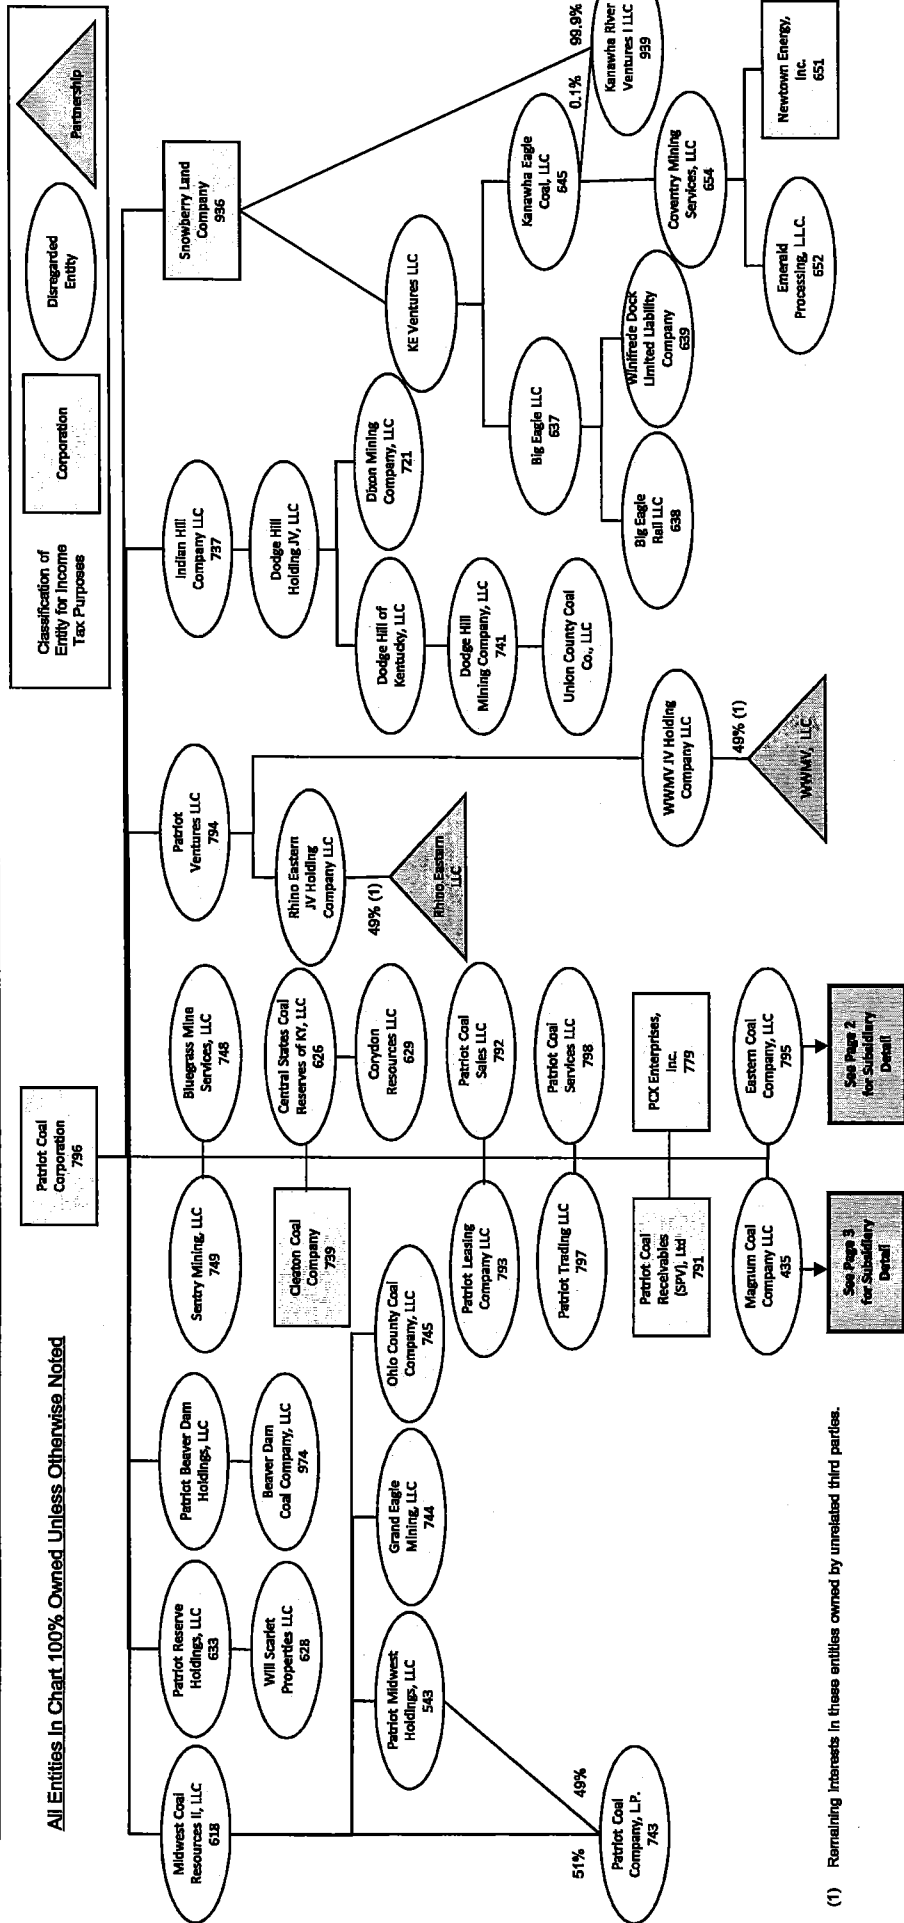 Classification of
Entity for Income
Tax Purposes
Corporation
Disregarded
Entity
Partnership
All Entities In Chart 100% Owned Unless Otherwise Noted
Patriot Coal
Corporation
796
Midwest Coal
Resources II, LLC
618
Patriot Reserve
Holdings, LLC
633
Will Scarlet
Properties LLC
628
Patriot Beaver Dam
Holdings, LLC
Beaver Dam
Coal Company, LLC
974
Patriot Midwest
Holdings, LLC
543
Grand Eagle
Mining, LLC
744
Ohio County Coal
Company, LLC
745
51%
49%
Patriot Coal
Company, L.P.
743
Sentry Mining, LLC
749
Bluegrass Mine
Services, LLC
748
Cleaton Coal
Company
739
Central States Coal
Reserves of KY, LLC
626
Corydon
Resources LLC
629
Patriot Leasing
Company LLC
793
Patriot Coal
Sales LLC
792
Patriot Trading LLC
797
Patriot Coal
Services LLC
798
Patriot Coal
Receivables
(SPV), Ltd
791
PCX Enterprises,
Inc.
779
Magnum Coal
Company LLC
435
Eastern Coal
Company, LLC
795
See Page 3
for Subsidiary
Detail
See Page 2
for Subsidiary
Detail
Patriot
Ventures LLC
794
Rhino Eastern
JV Holding
Company LLC
49% (1)
Rhino Eastern
LLC
WWMV JV Holding
Company LLC
49% (1)
WWMV, LLC
Indian Hill
Company LLC
737
Dodge Hill
Holding JV, LLC
Dodge Hill of
Kentucky, LLC
Dixon Mining
Company, LLC
721
Dodge Hill
Mining Company, LLC
741
Union County Coal
Co., LLC
Snowberry Land
Company
936
KE Ventures LLC
Big Eagle LLC
637
Kanawha Eagle
Coal, LLC
645
0.1%
99.9%
Kanawha River
Ventures I LLC
939
Big Eagle
Rail LLC
638
Winifrede Dock
Limited Liability
Company
639
Coventry Mining
Services, LLC
654
Emerald
Processing, L.L.C.
652
Newtown Energy,
Inc.
651
(1) Remaining interests in these entities owned by unrelated third parties.